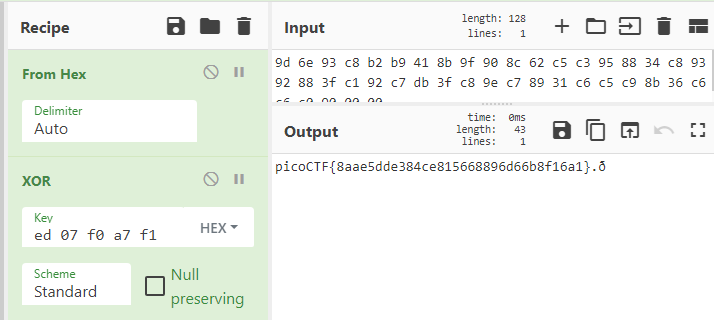 Recipe
From Hex
Delimiter
Auto
XOR
Key
ed 07 f0 a7 f1
HEX
Scheme
Standard
Null
preserving
Input
length: 128
lines: 1
9d 6e 93 c8 b2 b9 41 8b 9f 90 8c 62 c5 c3 95 88 34 c8 93
92 88 3f c1 92 c7 db 3f c8 9e c7 89 31 c6 c5 c9 8b 36 c6
Output
time: 0ms
length: 43
lines: 1
picoCTF{8aae5dde384ce815668896d66b8f16a1}.ð